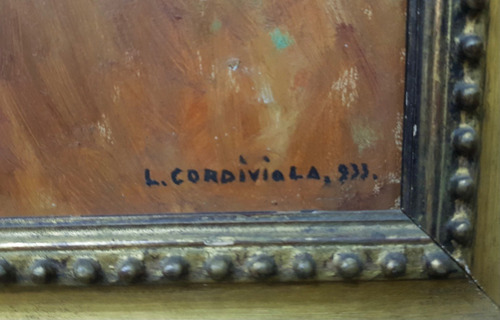 L. CORDiViOLA, 933.